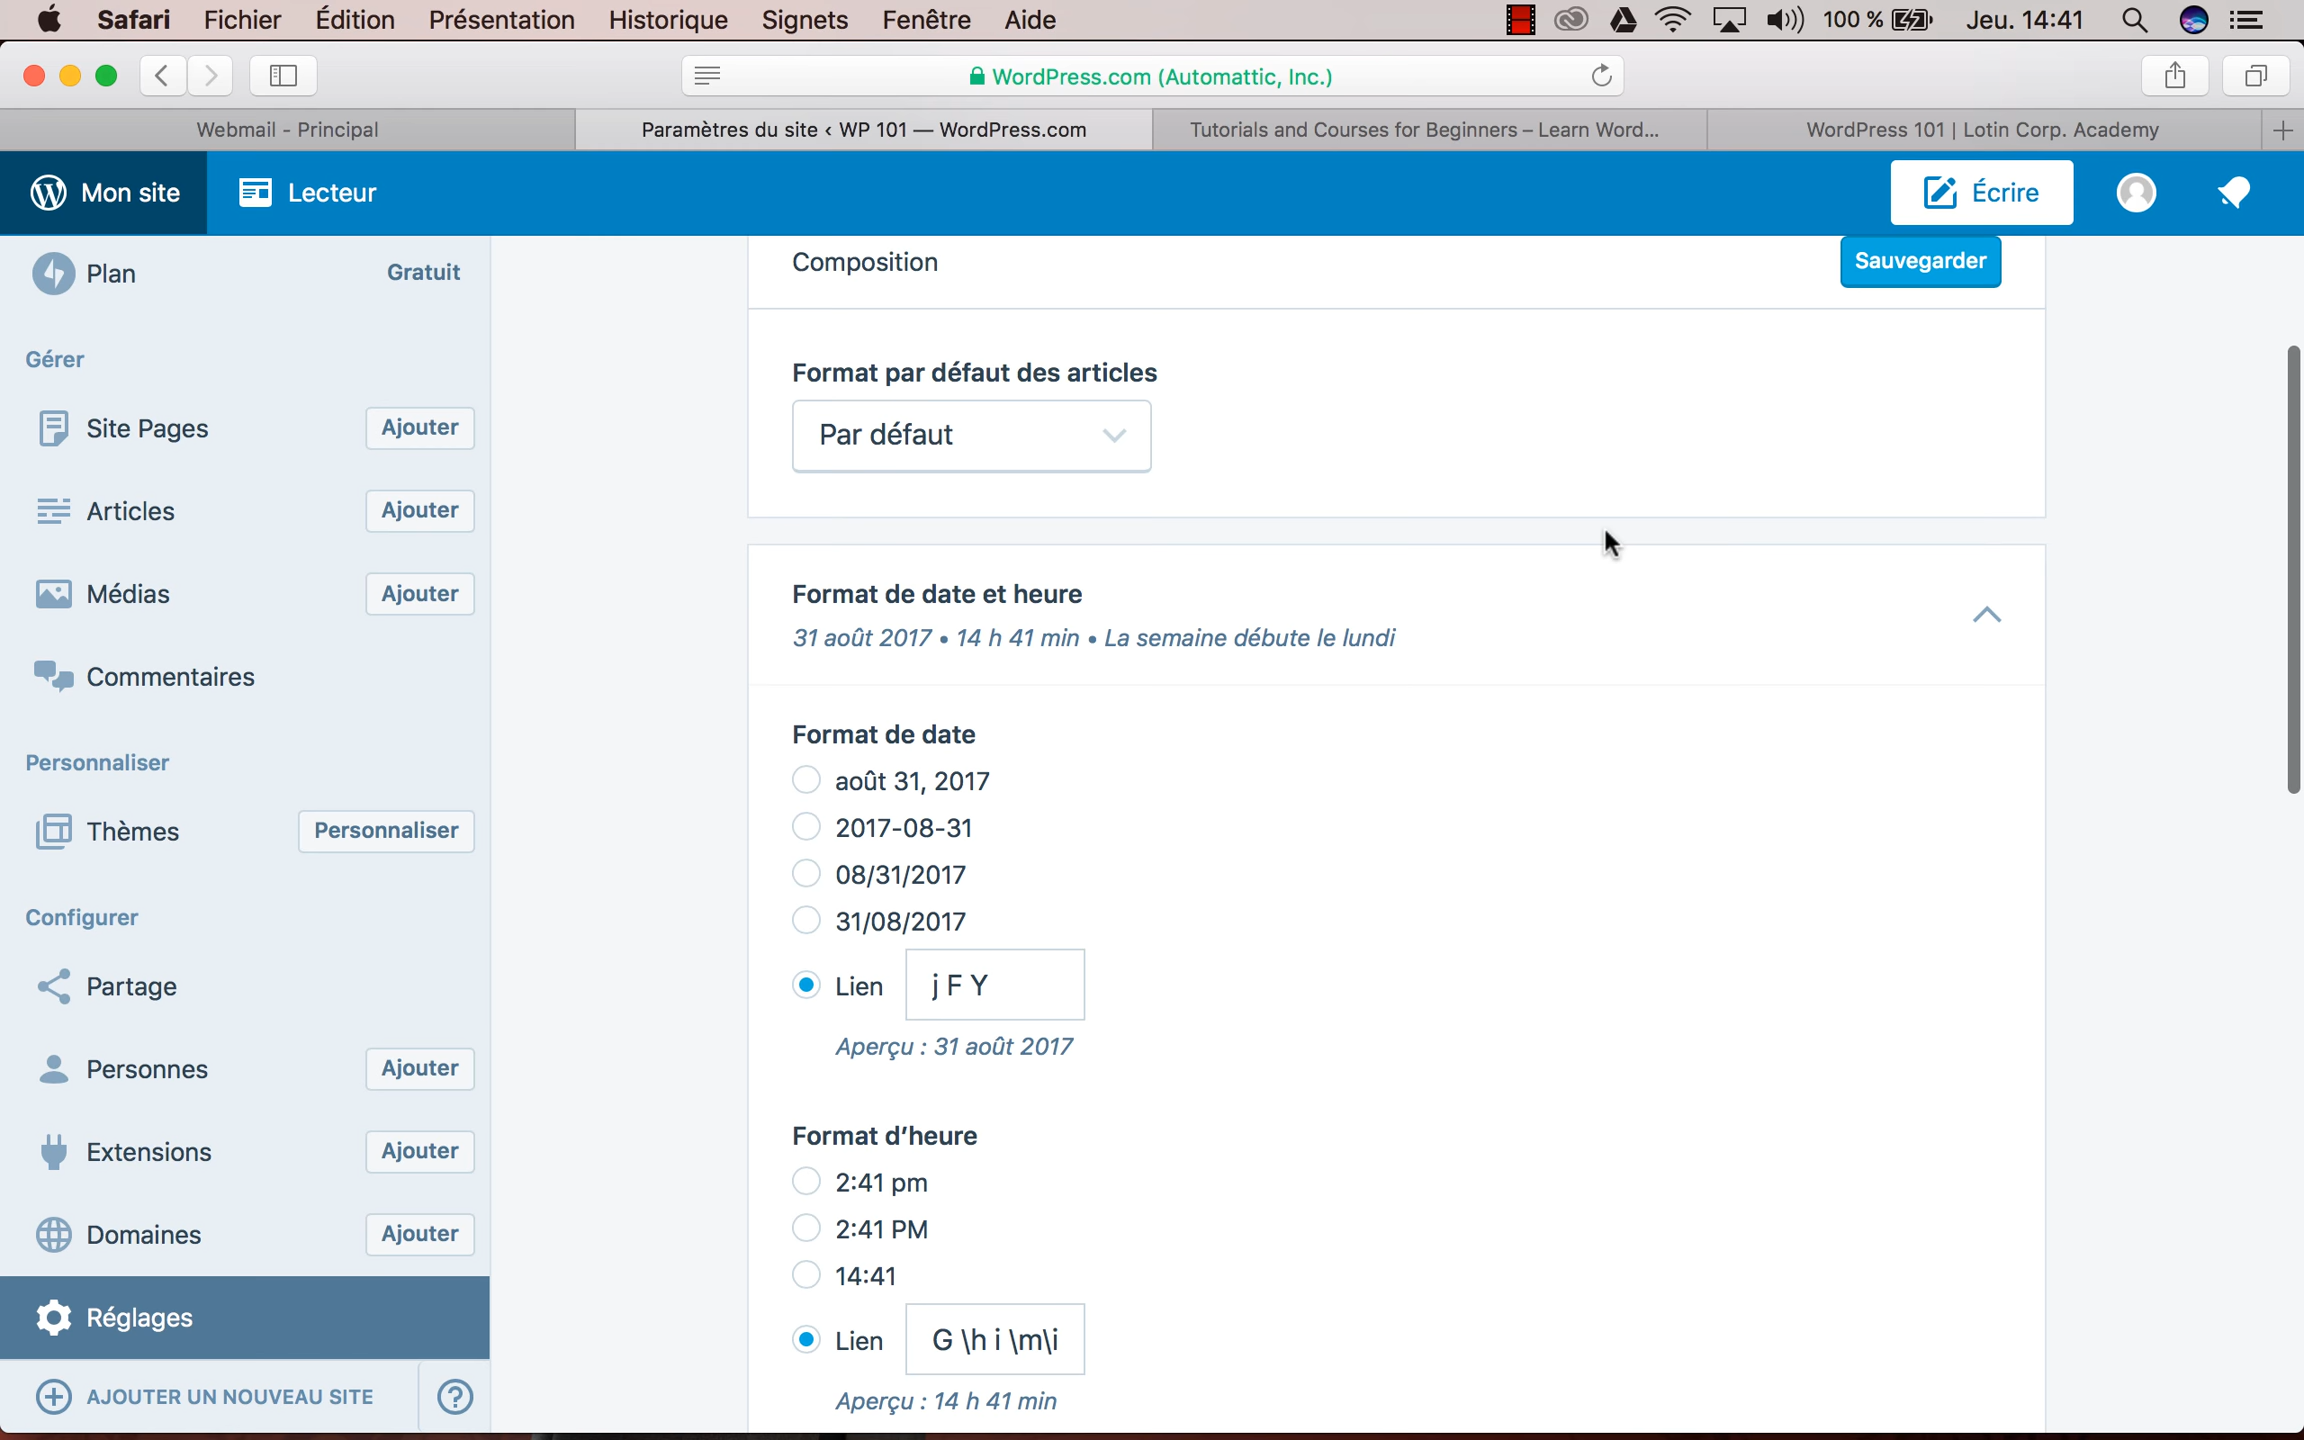 Safari Fichier Édition Présentation Historique Signets Fenêtre Aide 100 % Jeu. 14:41
WordPress.com (Automattic, Inc.)
Webmail - Principal Paramètres du site ‹ WP 101 — WordPress.com Tutorials and Courses for Beginners – Learn Word... WordPress 101 | Lotin Corp. Academy
Mon site Lecteur Écrire
Plan Gratuit
Gérer
Site Pages Ajouter
Articles Ajouter
Médias Ajouter
Commentaires
Personnaliser
Thèmes Personnaliser
Configurer
Partage
Personnes Ajouter
Extensions Ajouter
Domaines Ajouter
Réglages
AJOUTER UN NOUVEAU SITE ?
Composition Sauvegarder
Format par défaut des articles
Par défaut
Format de date et heure
31 août 2017 • 14 h 41 min • La semaine débute le lundi
Format de date
août 31, 2017
2017-08-31
08/31/2017
31/08/2017
Lien j F Y
Aperçu : 31 août 2017
Format d’heure
2:41 pm
2:41 PM
14:41
Lien G \h i \m\i
Aperçu : 14 h 41 min